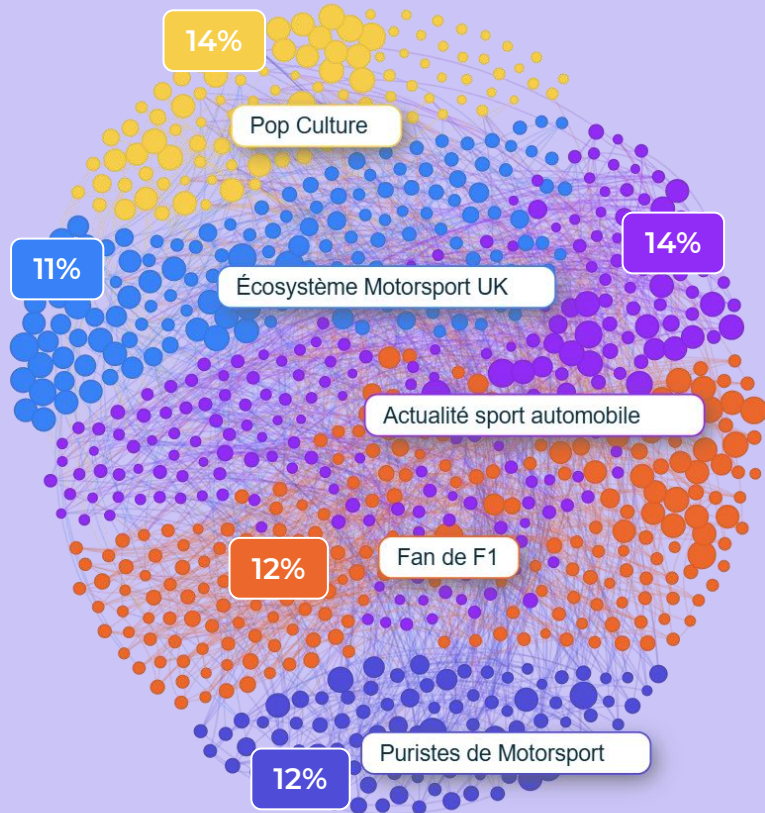 14%
Pop Culture
14%
11%
Écosystème Motorsport UK
Actualité sport automobile
Fan de F1
12%
Puristes de Motorsport
12%